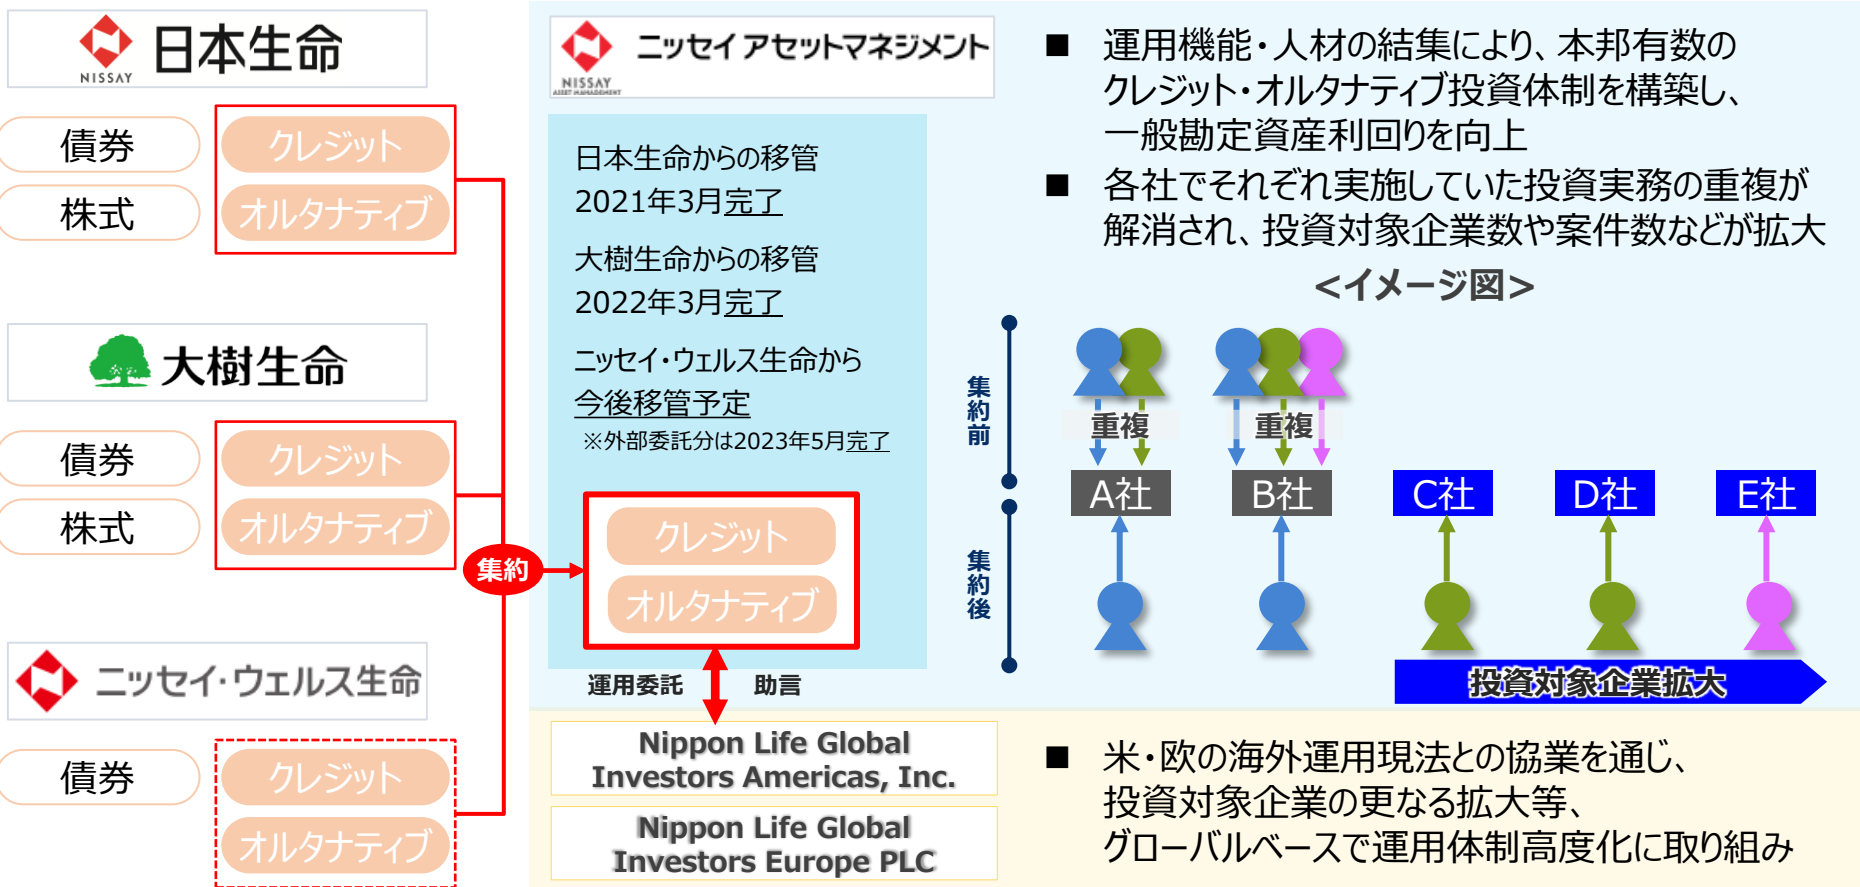 NISSAY
日本生命
債券
クレジット
株式
オルタナティブ
大樹生命
債券
クレジット
株式
オルタナティブ
ニッセイ・ウェルス生命
債券
クレジット
オルタナティブ
集約
NISSAY
ASSET MANAGEMENT
ニッセイ アセットマネジメント
日本生命からの移管
2021年3月完了
大樹生命からの移管
2022年3月完了
ニッセイ・ウェルス生命から
今後移管予定
※外部委託分は2023年5月完了
クレジット
オルタナティブ
運用委託
助言
Nippon Life Global
Investors Americas, Inc.
Nippon Life Global
Investors Europe PLC
■ 運用機能・人材の結集により、本邦有数の
クレジット・オルタナティブ投資体制を構築し、
一般勘定資産利回りを向上
■ 各社でそれぞれ実施していた投資実務の重複が
解消され、投資対象企業数や案件数などが拡大
<イメージ図>
集約前
重複
重複
A社
B社
C社
D社
E社
集約後
投資対象企業拡大
■ 米・欧の海外運用現法との協業を通じ、
投資対象企業の更なる拡大等、
グローバルベースで運用体制高度化に取り組み